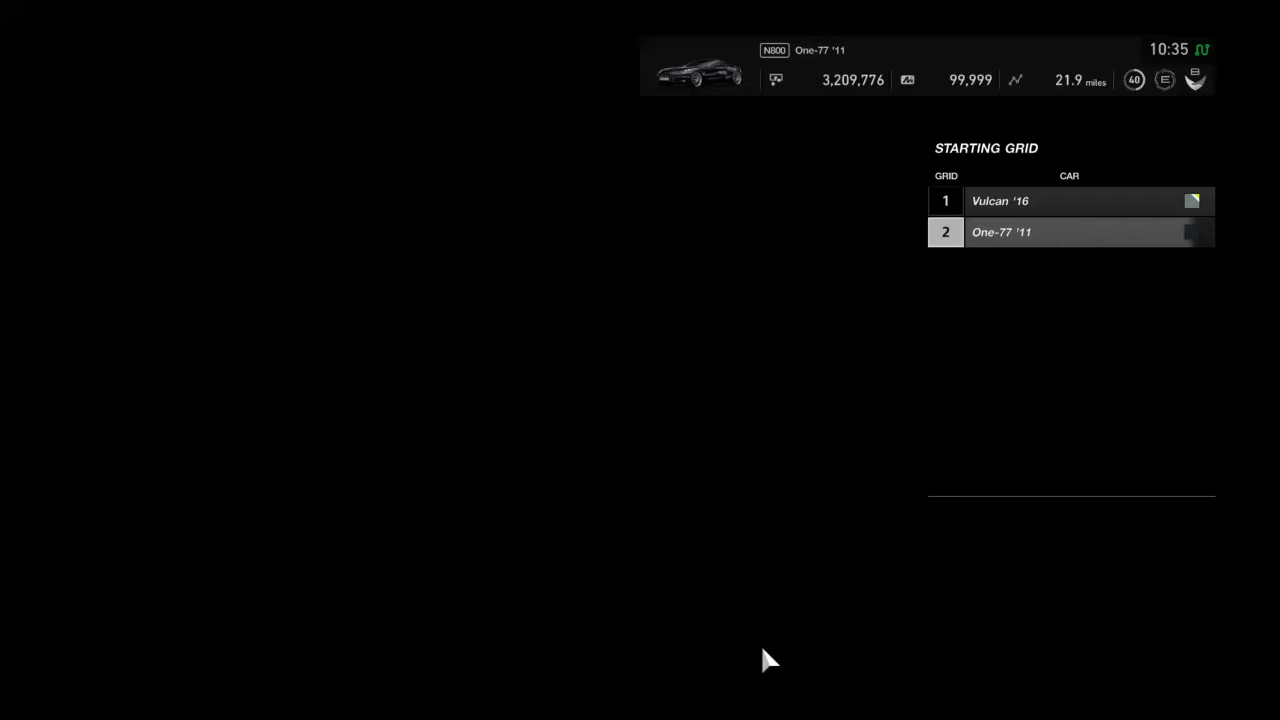 N800 One-77 '11
10:35
3,209,776 99,999 21.9 miles 40 E B
STARTING GRID
GRID CAR
1 Vulcan '16
2 One-77 '11